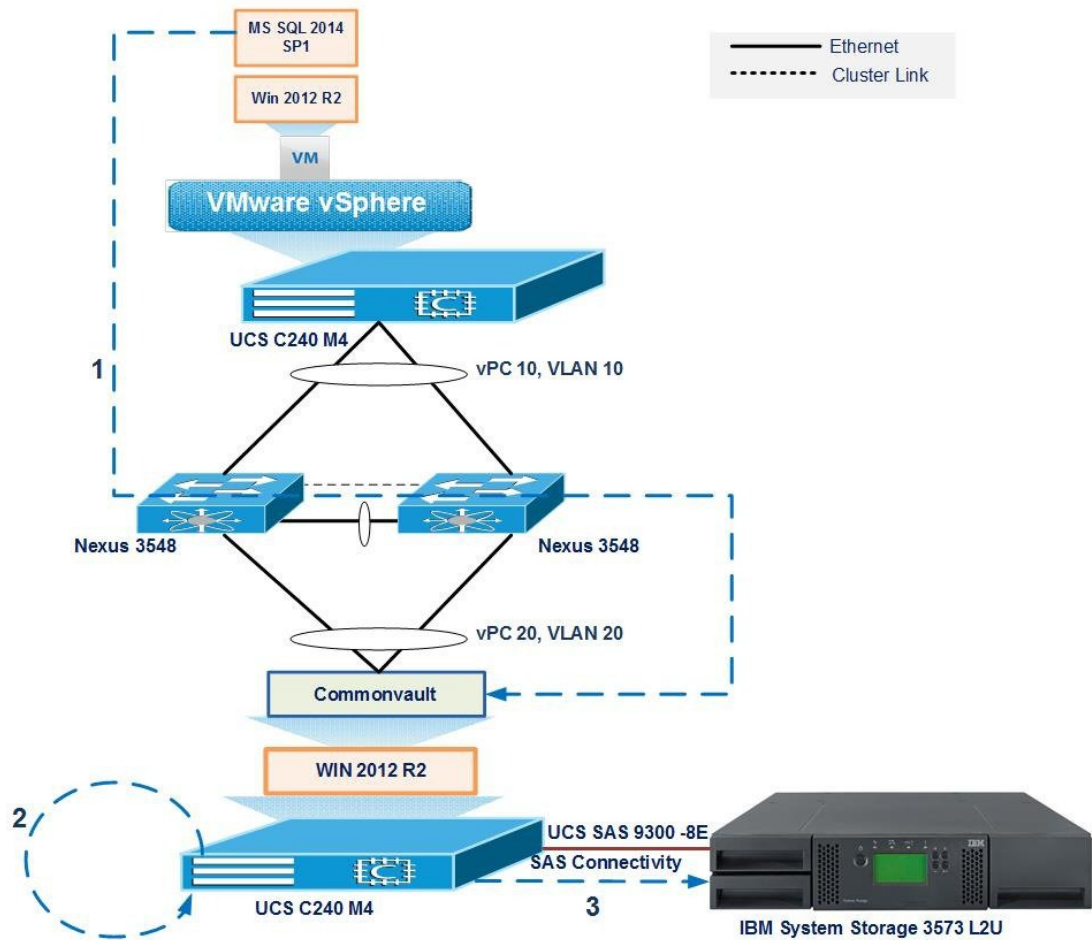 MS SQL 2014
SP1
Ethernet
Cluster Link
Win 2012 R2
VM
VMware vSphere
C
UCS C240 M4
1
vPC 10, VLAN 10
Nexus 3548
Nexus 3548
vPC 20, VLAN 20
Commonvault
WIN 2012 R2
2
UCS SAS 9300 -8E
IBM
SAS Connectivity
C
UCS C240 M4
3
IBM System Storage 3573 L2U